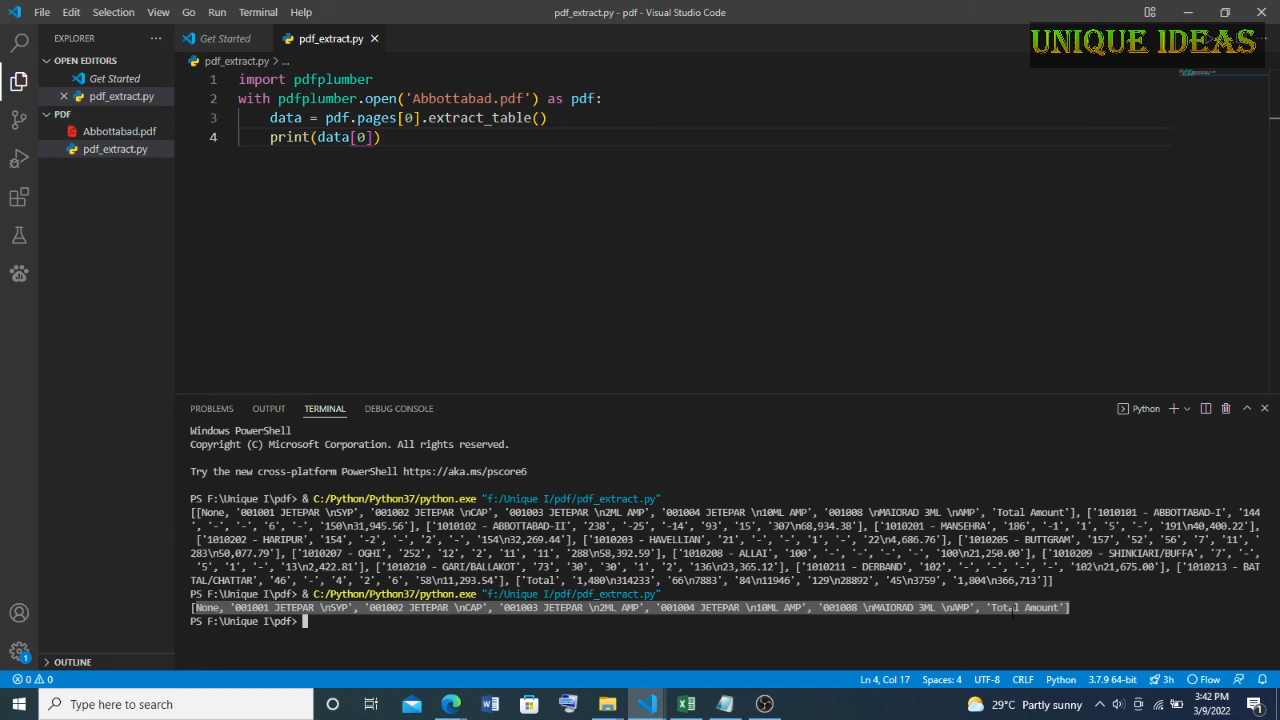 File Edit Selection View Go Run Terminal Help
pdf_extract.py - pdf - Visual Studio Code
UNIQUE IDEAS
EXPLORER
Get Started
pdf_extract.py
OPEN EDITORS
Get Started
pdf_extract.py
PDF
Abbottabad.pdf
pdf_extract.py
pdf_extract.py > ...
1 import pdfplumber
2 with pdfplumber.open('Abbottabad.pdf') as pdf:
3 data = pdf.pages[0].extract_table()
4 print(data[0])
PROBLEMS OUTPUT TERMINAL DEBUG CONSOLE
Python
Windows PowerShell
Copyright (C) Microsoft Corporation. All rights reserved.
Try the new cross-platform PowerShell https://aka.ms/pscore6
PS F:\Unique I\pdf> & C:/Python/Python37/python.exe "f:/Unique I/pdf/pdf_extract.py"
[[None, '001001 JETEPAR \nSYP', '001002 JETEPAR \nCAP', '001003 JETEPAR \n2ML AMP', '001004 JETEPAR \n10ML AMP', '001008 \nMAIORAD 3ML \nAMP', 'Total Amount'], ['1010101 - ABBOTTABAD-I', '144
', '-', '-', '6', '-', '150\n31,945.56'], ['1010102 - ABBOTTABAD-II', '238', '-25', '-14', '93', '15', '307\n68,934.38'], ['1010201 - MANSEHRA', '186', '-1', '1', '5', '-', '191\n40,400.22'],
['1010202 - HARIPUR', '154', '-2', '-', '2', '-', '154\n32,269.44'], ['1010203 - HAVELLIAN', '21', '-', '-', '1', '-', '22\n4,686.76'], ['1010205 - BUTTGRAM', '157', '52', '56', '7', '11', '
283\n50,077.79'], ['1010207 - OGHI', '252', '12', '2', '11', '11', '288\n58,392.59'], ['1010208 - ALLAI', '100', '-', '-', '-', '-', '100\n21,250.00'], ['1010209 - SHINKIARI/BUFFA', '7', '-',
'5', '1', '-', '13\n2,422.81'], ['1010210 - GARI/BALLAKOT', '73', '30', '30', '1', '2', '136\n23,365.12'], ['1010211 - DERBAND', '102', '-', '-', '-', '-', '102\n21,675.00'], ['1010213 - BAT
TAL/CHATTAR', '46', '-', '4', '2', '6', '58\n11,293.54'], ['Total', '1,480\n314233', '66\n7883', '84\n11946', '129\n28892', '45\n3759', '1,804\n366,713']]
PS F:\Unique I\pdf> & C:/Python/Python37/python.exe "f:/Unique I/pdf/pdf_extract.py"
[None, '001001 JETEPAR \nSYP', '001002 JETEPAR \nCAP', '001003 JETEPAR \n2ML AMP', '001004 JETEPAR \n10ML AMP', '001008 \nMAIORAD 3ML \nAMP', 'Total Amount']
PS F:\Unique I\pdf>
OUTLINE
1
0 0 Ln 4, Col 17 Spaces: 4 UTF-8 CRLF Python 3.7.9 64-bit 3h Flow
Type here to search
29°C Partly sunny
3:42 PM
3/9/2022